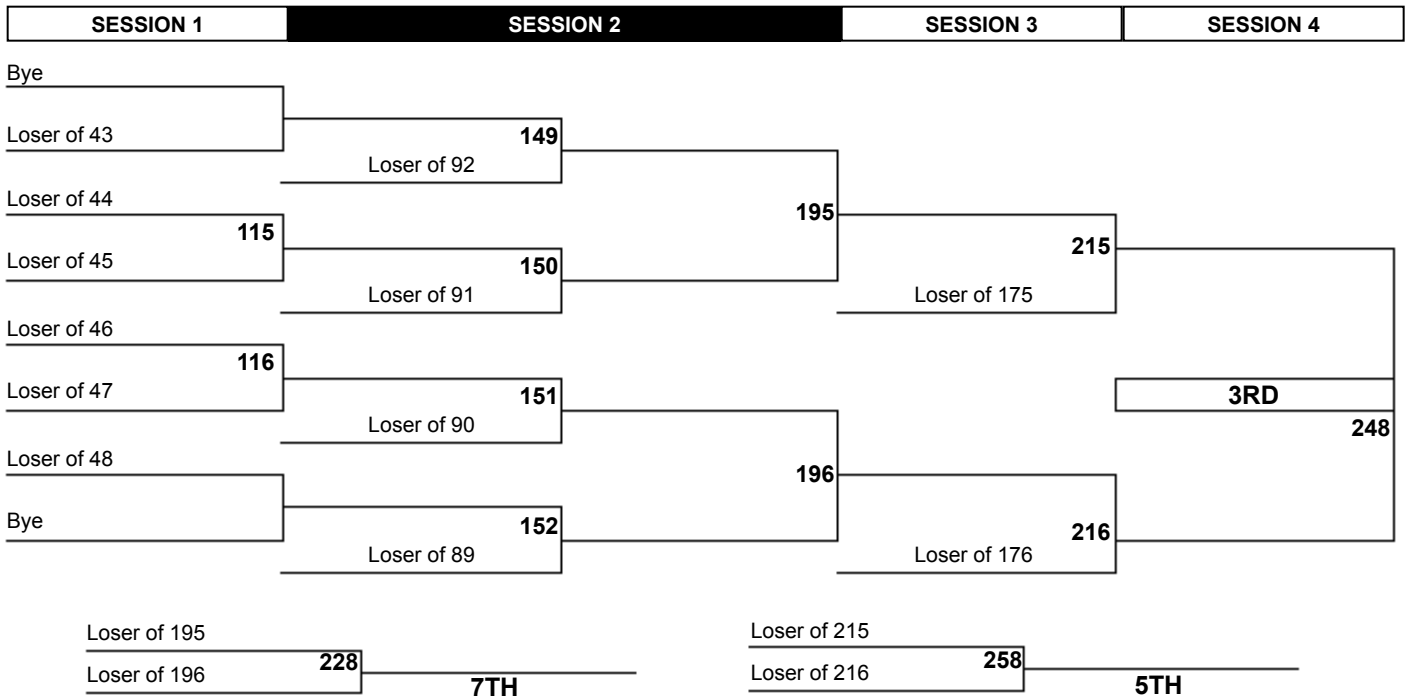 SESSION 1 SESSION 2 SESSION 3 SESSION 4
Bye
Loser of 43
149
Loser of 92
Loser of 44
195
115
215
Loser of 45
150
Loser of 91
Loser of 175
Loser of 46
116
Loser of 47
151
3RD
Loser of 90
248
Loser of 48
196
Bye
152
216
Loser of 89
Loser of 176
Loser of 195
228
Loser of 196
7TH
Loser of 215
258
Loser of 216
5TH